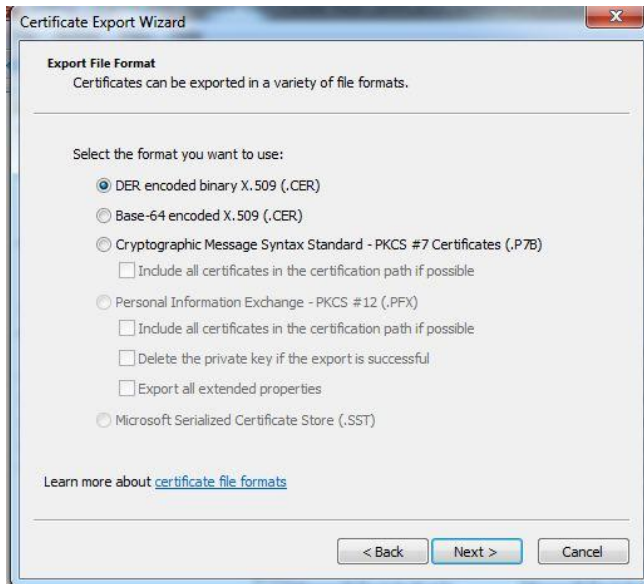 Certificate Export Wizard
X
Export File Format
Certificates can be exported in a variety of file formats.
Select the format you want to use:
DER encoded binary X.509 (.CER)
Base-64 encoded X.509 (.CER)
Cryptographic Message Syntax Standard - PKCS #7 Certificates (.P7B)
Include all certificates in the certification path if possible
Personal Information Exchange - PKCS #12 (.PFX)
Include all certificates in the certification path if possible
Delete the private key if the export is successful
Export all extended properties
Microsoft Serialized Certificate Store (.SST)
Learn more about certificate file formats
< Back Next > Cancel